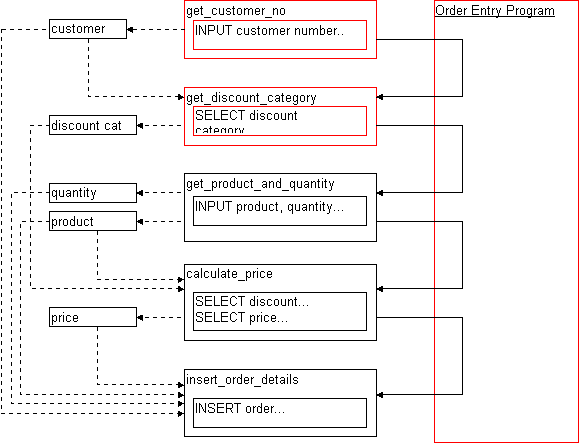 get_customer_no
Order Entry Program
customer
INPUT customer number..
get_discount_category
discount cat
SELECT discount
category
get_product_and_quantity
quantity
INPUT product, quantity...
product
calculate_price
SELECT discount...
price
SELECT price...
insert_order_details
INSERT order...